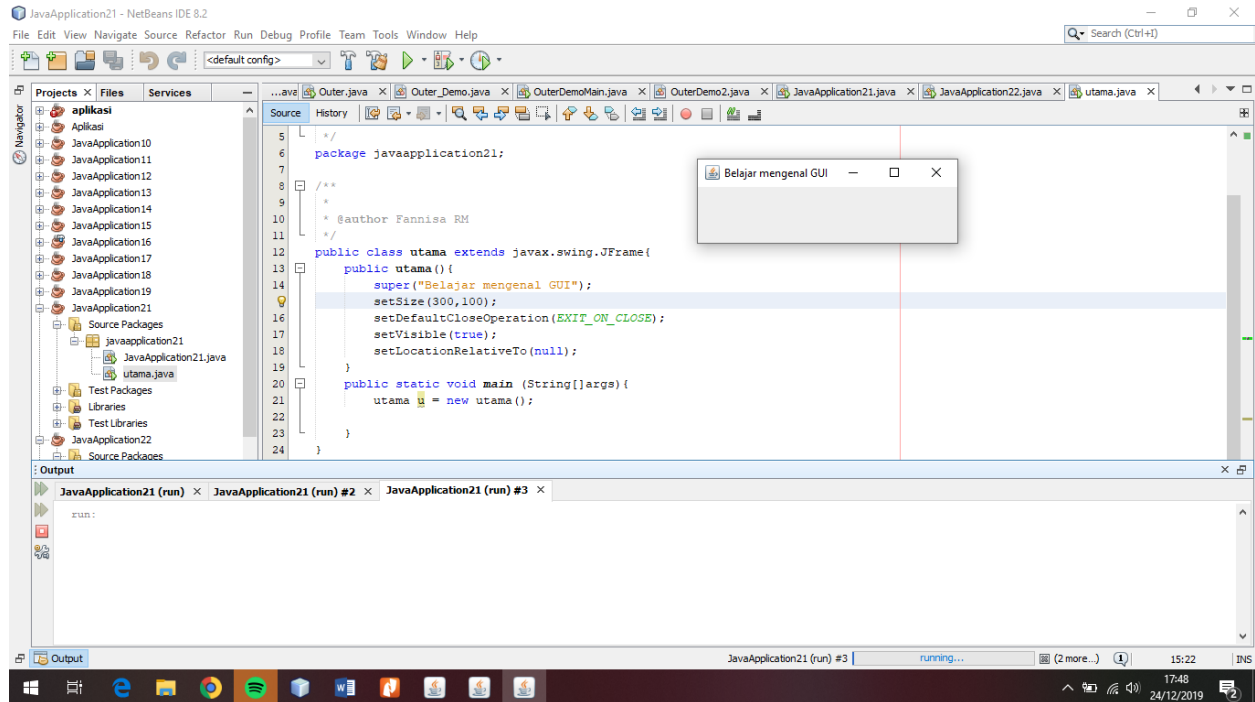 JavaApplication21 - NetBeans IDE 8.2
File Edit View Navigate Source Refactor Run Debug Profile Team Tools Window Help
Search (Ctrl+I)
<default config>
Projects Files Services
Navigator
aplikasi
Aplikasi
JavaApplication10
JavaApplication11
JavaApplication12
JavaApplication13
JavaApplication14
JavaApplication15
JavaApplication16
JavaApplication17
JavaApplication18
JavaApplication19
JavaApplication21
Source Packages
javaapplication21
JavaApplication21.java
utama.java
Test Packages
Libraries
Test Libraries
JavaApplication22
Source Packages
...ava Outer.java Outer_Demo.java OuterDemoMain.java OuterDemo2.java JavaApplication21.java JavaApplication22.java utama.java
Source History
5 */
6 package javaapplication21;
7
8 /**
9 *
10 * @author Fannisa RM
11 */
12 public class utama extends javax.swing.JFrame{
13 public utama(){
14 super("Belajar mengenal GUI");
setSize(300,100);
16 setDefaultCloseOperation(EXIT_ON_CLOSE);
17 setVisible(true);
18 setLocationRelativeTo(null);
19 }
20 public static void main (String[]args){
21 utama u = new utama();
22
23 }
24 }
Belajar mengenal GUI
Output
JavaApplication21 (run) JavaApplication21 (run) #2 JavaApplication21 (run) #3
run:
Output
JavaApplication21 (run) #3 running... (2 more...) 1 15:22 INS
17:48
24/12/2019
2